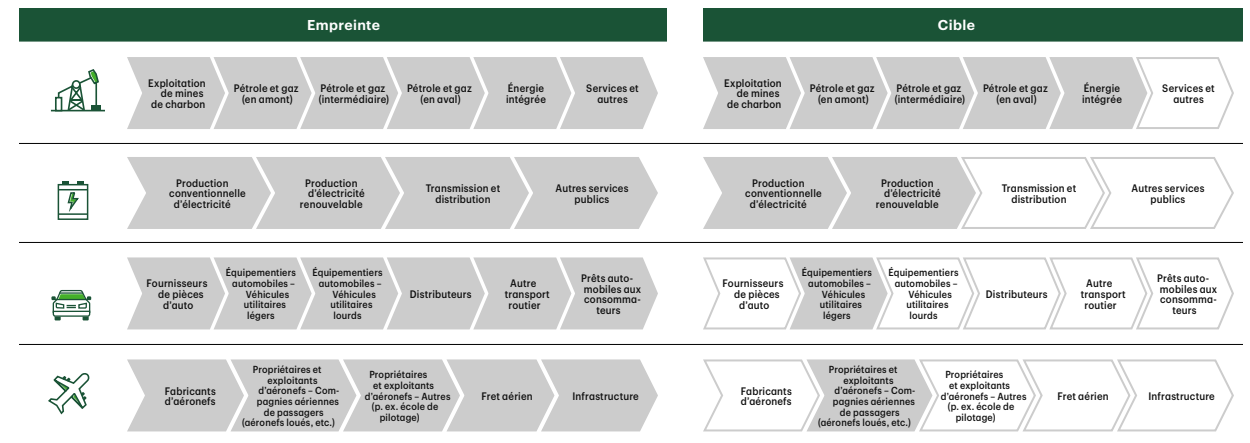 Empreinte
Cible
Exploitation
de mines
de charbon
Pétrole et gaz
(en amont)
Pétrole et gaz
(intermédiaire)
Pétrole et gaz
(en aval)
Énergie
intégrée
Services et
autres
Exploitation
de mines
de charbon
Pétrole et gaz
(en amont)
Pétrole et gaz
(intermédiaire)
Pétrole et gaz
(en aval)
Énergie
intégrée
Services et
autres
Production
conventionnelle
d'électricité
Production
d'électricité
renouvelable
Transmission et
distribution
Autres services
publics
Production
conventionnelle
d'électricité
Production
d'électricité
renouvelable
Transmission et
distribution
Autres services
publics
Fournisseurs
de pièces
d'auto
Équipementiers
automobiles –
Véhicules
utilitaires
légers
Équipementiers
automobiles –
Véhicules
utilitaires
lourds
Distributeurs
Autre
transport
routier
Prêts auto-
mobiles aux
consomma-
teurs
Fournisseurs
de pièces
d'auto
Équipementiers
automobiles –
Véhicules
utilitaires
légers
Équipementiers
automobiles –
Véhicules
utilitaires
lourds
Distributeurs
Autre
transport
routier
Prêts auto-
mobiles aux
consomma-
teurs
Fabricants
d'aéronefs
Propriétaires et
exploitants
d'aéronefs – Com-
pagnies aériennes
de passagers
(aéronefs loués, etc.)
Propriétaires
et exploitants
d'aéronefs – Autres
(p. ex. école de
pilotage)
Fret aérien
Infrastructure
Fabricants
d'aéronefs
Propriétaires et
exploitants
d'aéronefs – Com-
pagnies aériennes
de passagers
(aéronefs loués, etc.)
Propriétaires
et exploitants
d'aéronefs – Autres
(p. ex. école de
pilotage)
Fret aérien
Infrastructure